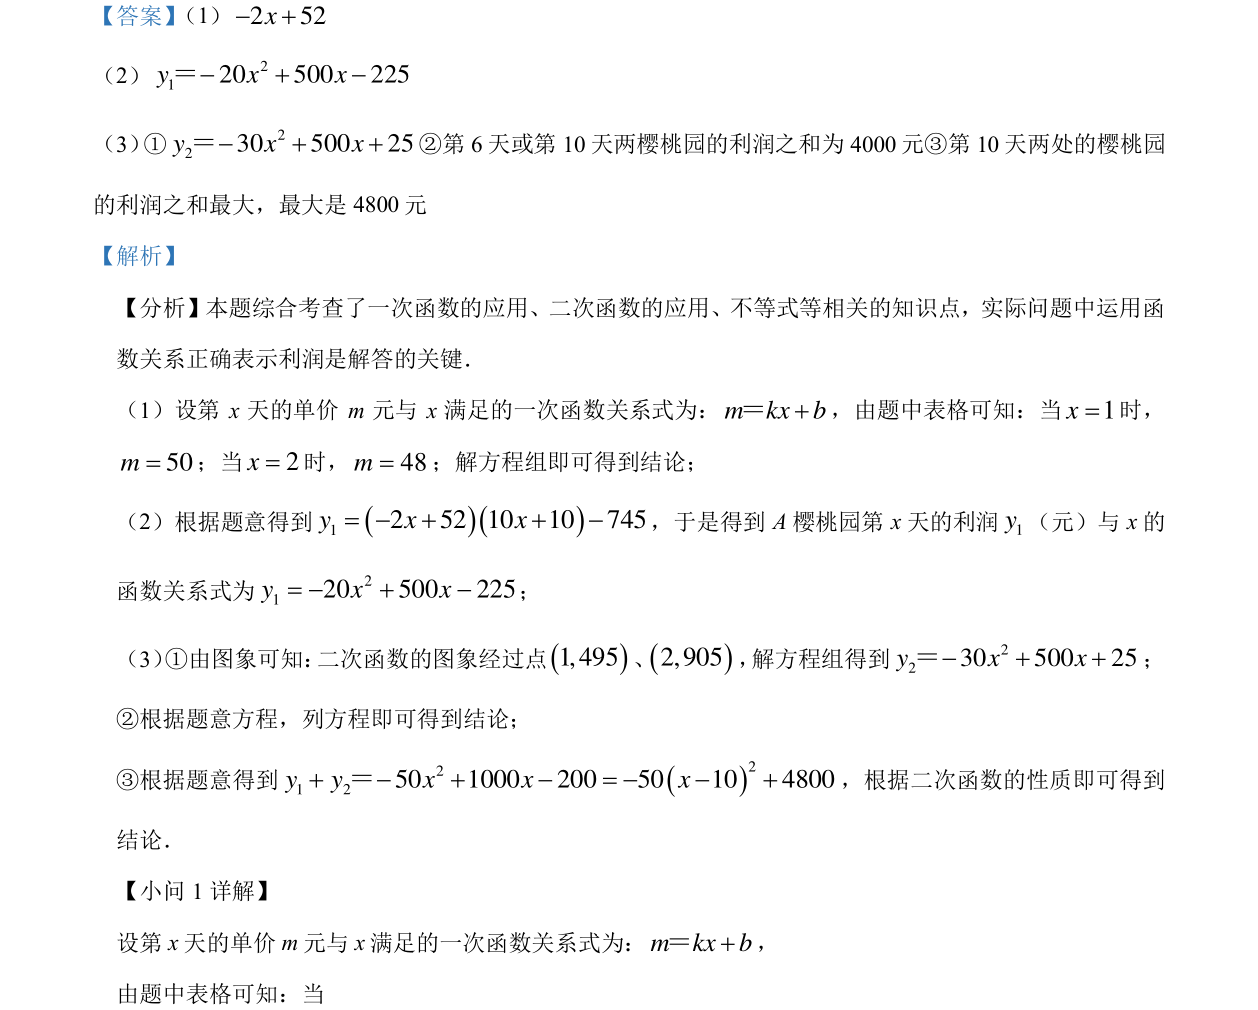 【答案】（1）−2x+52
（2）y₁=−20x²+500x−225
（3）①y₂=−30x²+500x+25②第 6 天或第 10 天两樱桃园的利润之和为 4000 元③第 10 天两处的樱桃园
的利润之和最大，最大是 4800 元
【解析】
【分析】本题综合考查了一次函数的应用、二次函数的应用、不等式等相关的知识点，实际问题中运用函
数关系正确表示利润是解答的关键．
（1）设第 x 天的单价 m 元与 x 满足的一次函数关系式为：m=kx+b，由题中表格可知：当x=1时，
m=50；当x=2时，m=48；解方程组即可得到结论；
（2）根据题意得到y₁=(−2x+52)(10x+10)−745，于是得到 A 樱桃园第 x 天的利润y₁（元）与 x 的
函数关系式为y₁=−20x²+500x−225；
（3）①由图象可知：二次函数的图象经过点(1,495)、(2,905)，解方程组得到y₂=−30x²+500x+25；
②根据题意方程，列方程即可得到结论；
③根据题意得到y₁+y₂=−50x²+1000x−200=−50(x−10)²+4800，根据二次函数的性质即可得到
结论．
【小问 1 详解】
设第 x 天的单价 m 元与 x 满足的一次函数关系式为：m=kx+b，
由题中表格可知：当